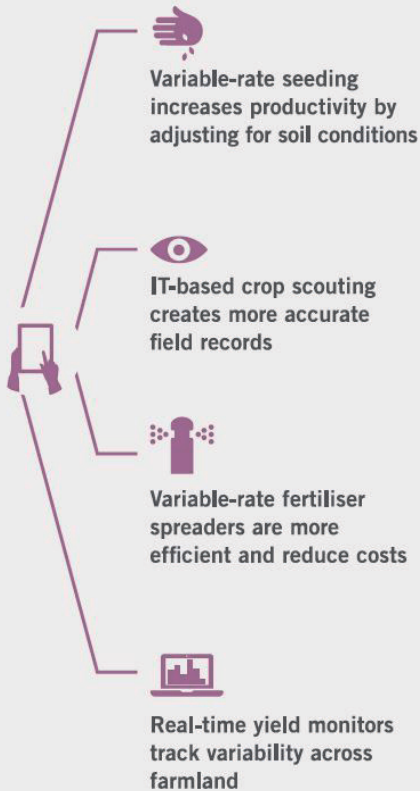 Variable-rate seeding
increases productivity by
adjusting for soil conditions
IT-based crop scouting
creates more accurate
field records
Variable-rate fertiliser
spreaders are more
efficient and reduce costs
Real-time yield monitors
track variability across
farmland